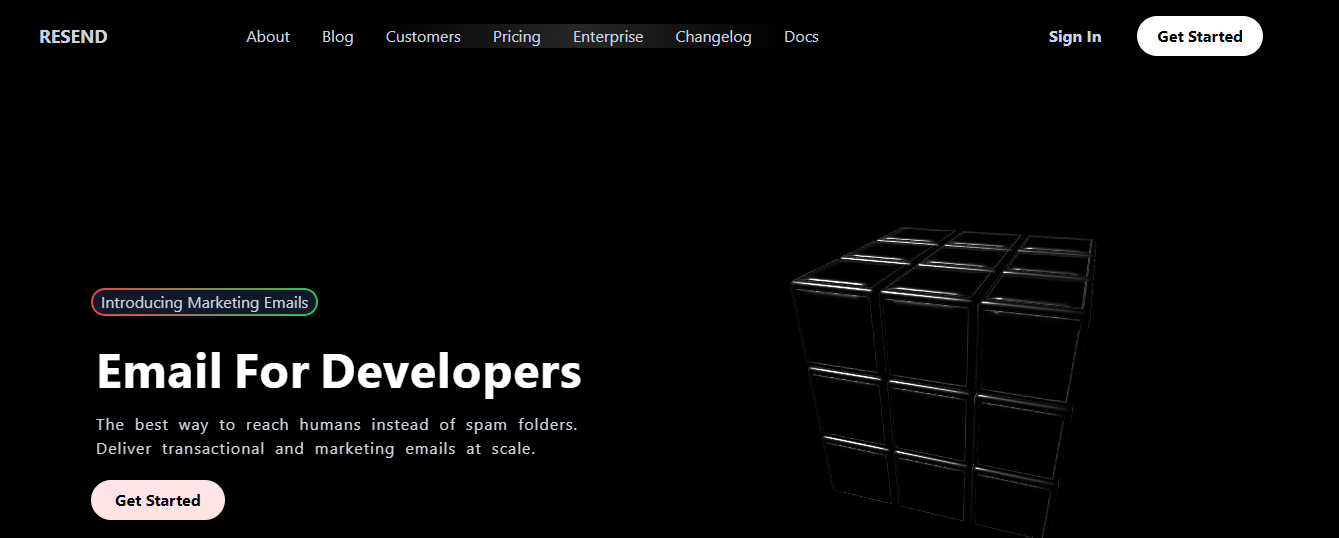 RESEND
About Blog Customers Pricing Enterprise Changelog Docs
Sign In
Get Started
Introducing Marketing Emails
Email For Developers
The best way to reach humans instead of spam folders.
Deliver transactional and marketing emails at scale.
Get Started